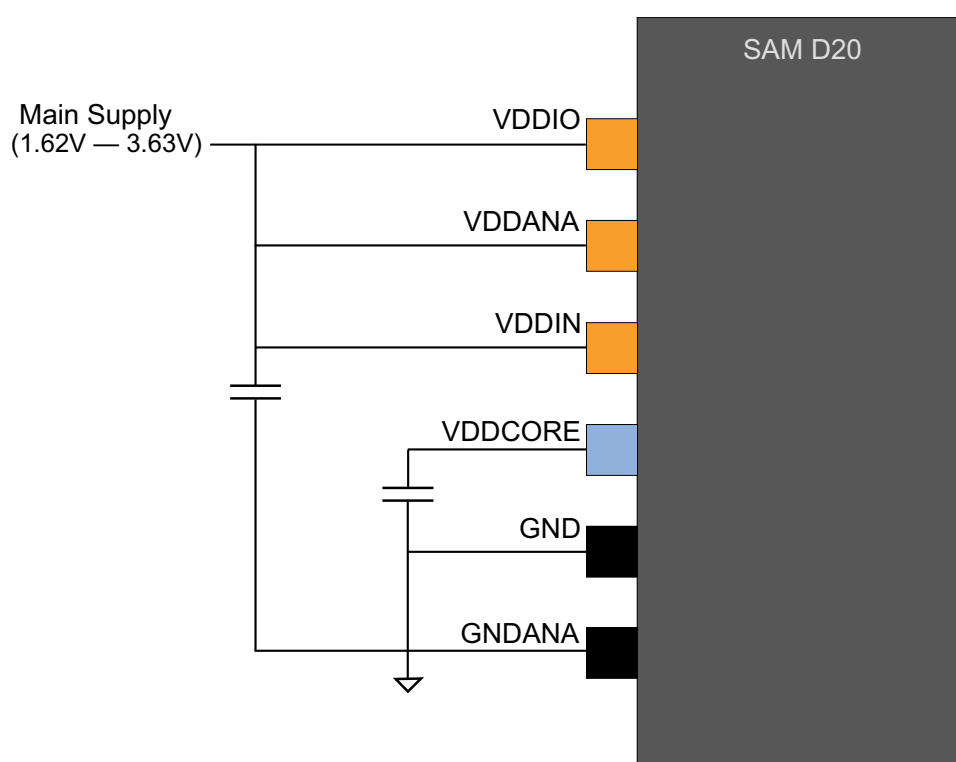 SAM D20
Main Supply
(1.62V — 3.63V)
VDDIO
VDDANA
VDDIN
VDDCORE
GND
GNDANA